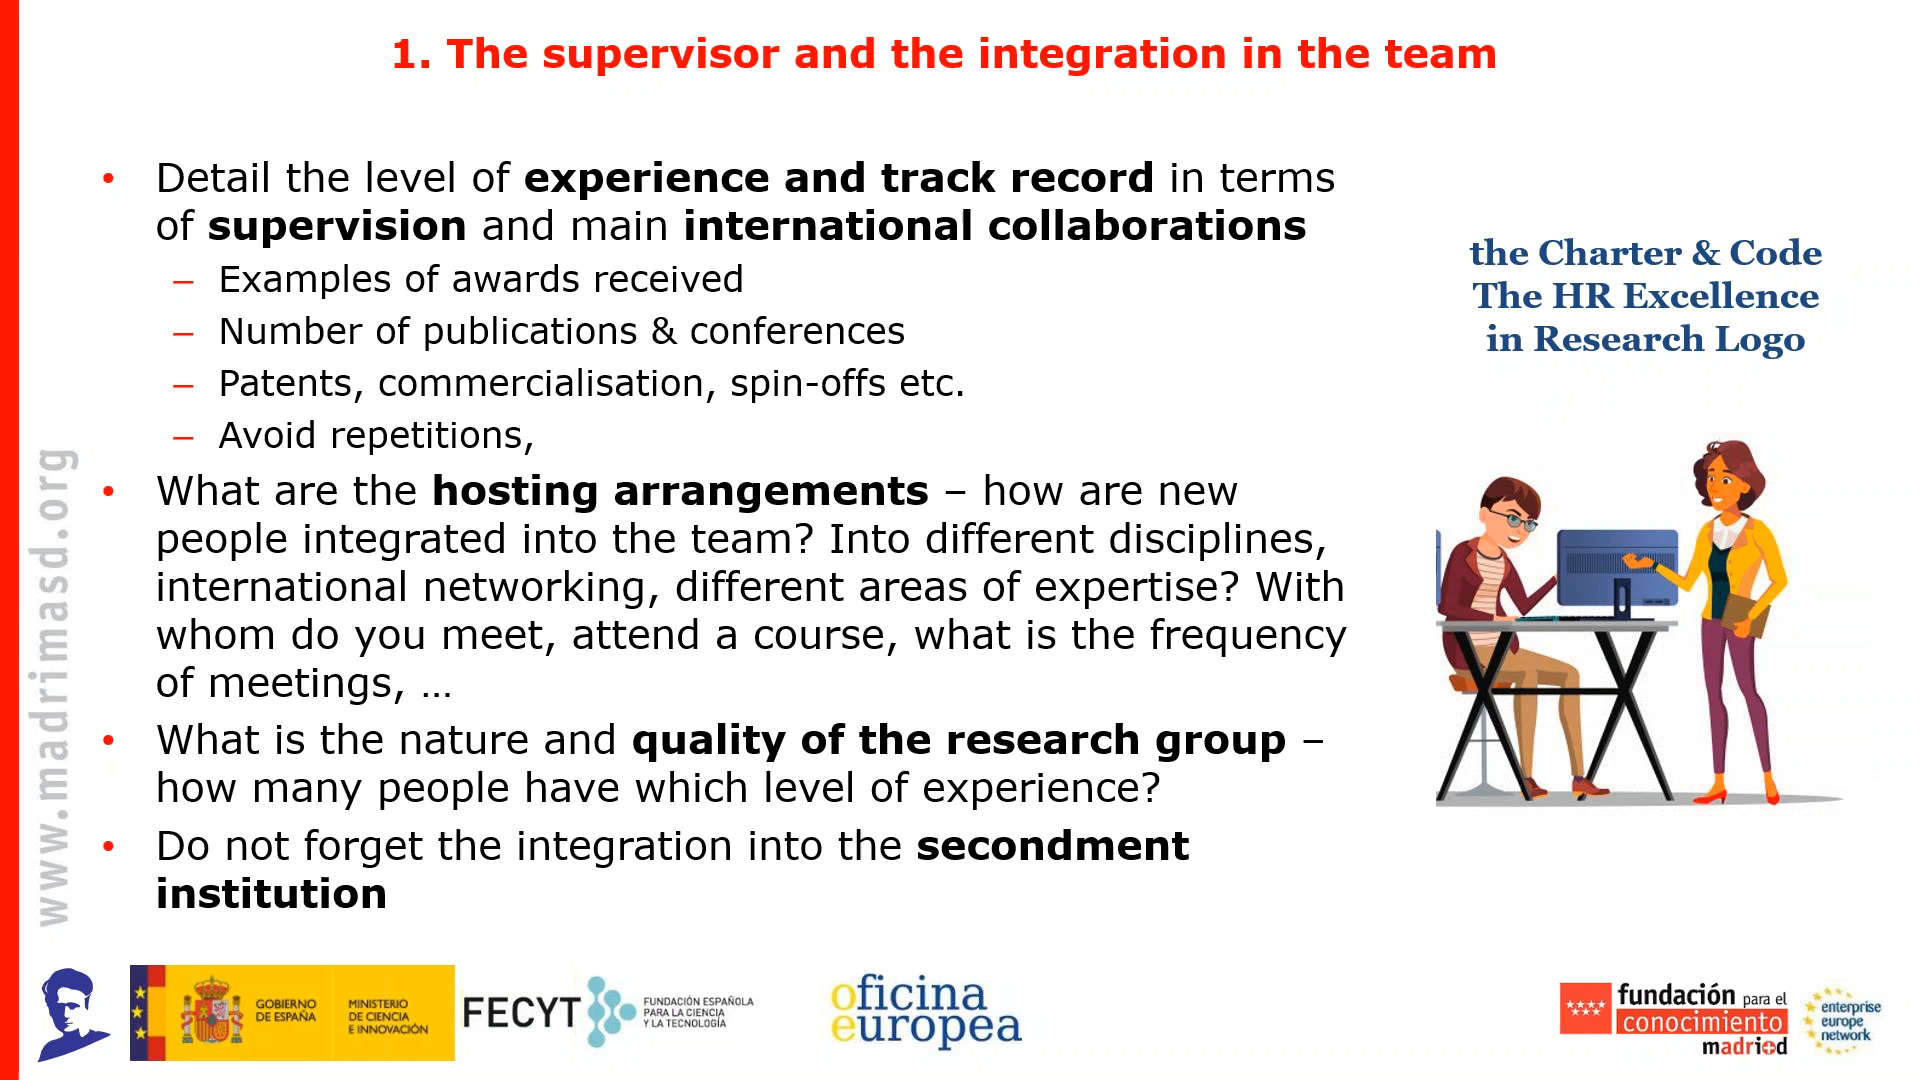 1. The supervisor and the integration in the team
• Detail the level of experience and track record in terms
of supervision and main international collaborations
– Examples of awards received
– Number of publications & conferences
– Patents, commercialisation, spin-offs etc.
– Avoid repetitions,
• What are the hosting arrangements – how are new
people integrated into the team? Into different disciplines,
international networking, different areas of expertise? With
whom do you meet, attend a course, what is the frequency
of meetings, …
• What is the nature and quality of the research group –
how many people have which level of experience?
• Do not forget the integration into the secondment
institution
the Charter & Code
The HR Excellence
in Research Logo
www.madrimasd.org
GOBIERNO
DE ESPAÑA
MINISTERIO
DE CIENCIA
E INNOVACIÓN
FECYT
FUNDACIÓN ESPAÑOLA
PARA LA CIENCIA
Y LA TECNOLOGÍA
oficina
europea
fundación para el
conocimiento
madri+d
enterprise
europe
network